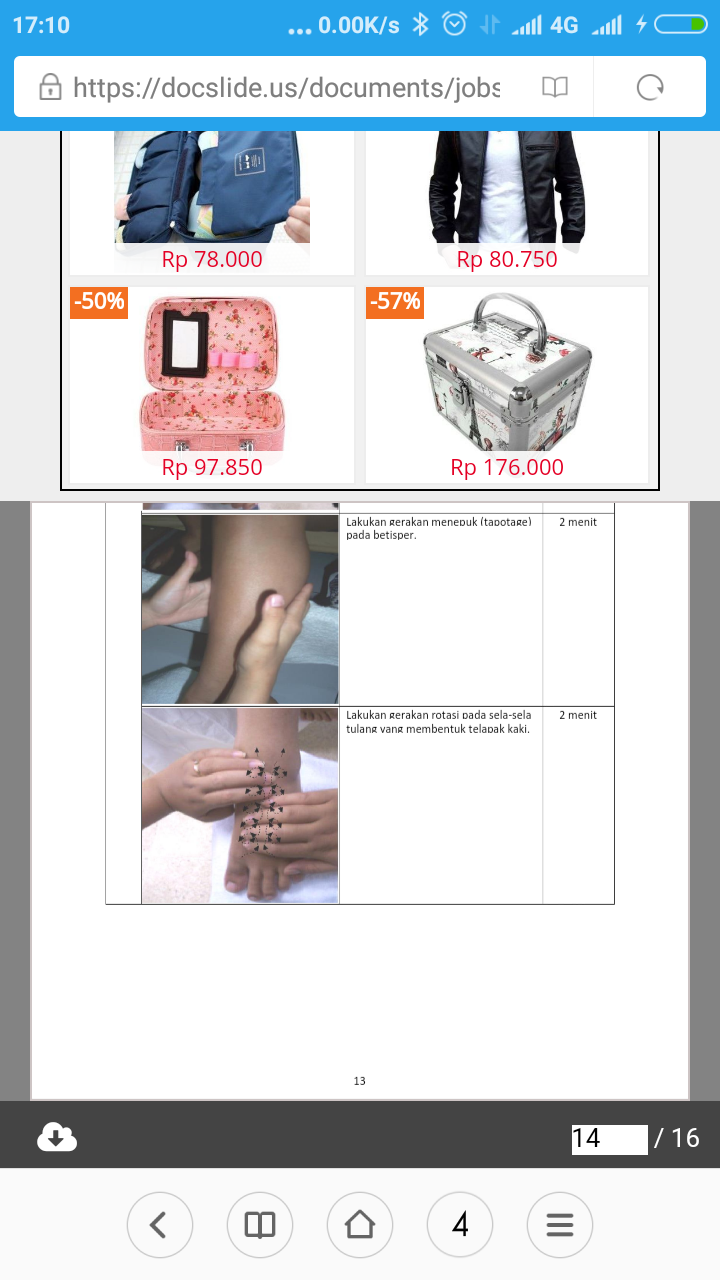 17:10 ... 0.00K/s 4G
https://docslide.us/documents/jobs
Rp 78.000 Rp 80.750
-50% -57%
Rp 97.850 Rp 176.000
Lakukan gerakan menepuk (tapotage) 2 menit
pada betisper.
Lakukan gerakan rotasi pada sela-sela 2 menit
tulang yang membentuk telapak kaki.
13
14 / 16
4